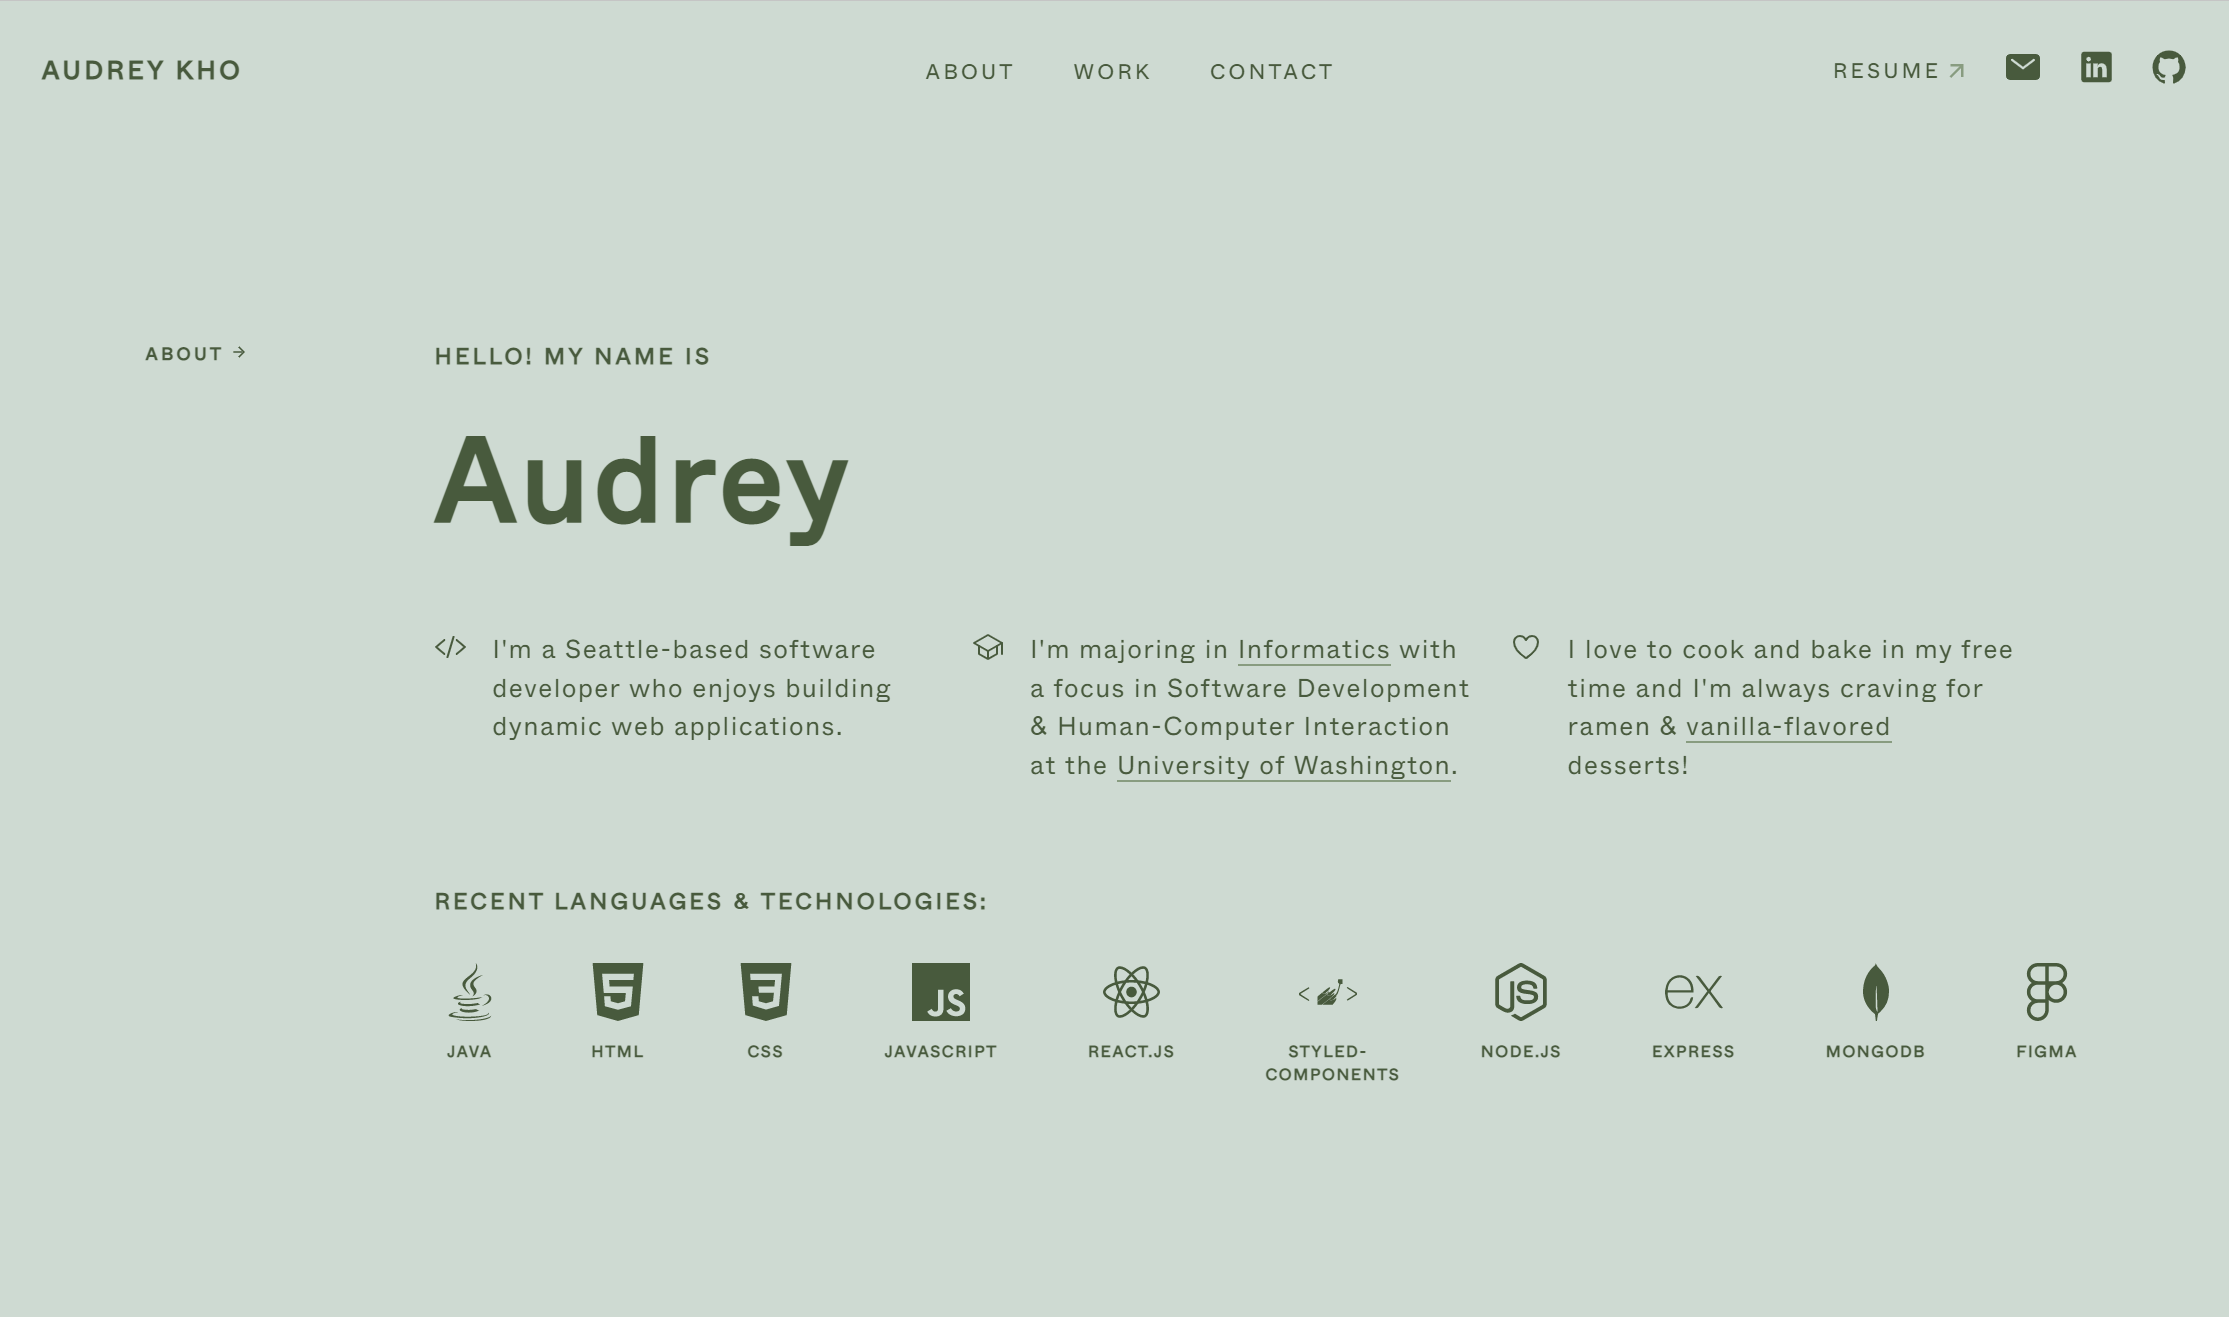 AUDREY KHO
ABOUT WORK CONTACT
RESUME
ABOUT →
HELLO! MY NAME IS
Audrey
I'm a Seattle-based software
developer who enjoys building
dynamic web applications.
I'm majoring in Informatics with
a focus in Software Development
& Human-Computer Interaction
at the University of Washington.
I love to cook and bake in my free
time and I'm always craving for
ramen & vanilla-flavored
desserts!
RECENT LANGUAGES & TECHNOLOGIES:
JAVA
HTML
CSS
JS
JAVASCRIPT
REACT.JS
STYLED-
COMPONENTS
JS
NODE.JS
ex
EXPRESS
MONGODB
FIGMA